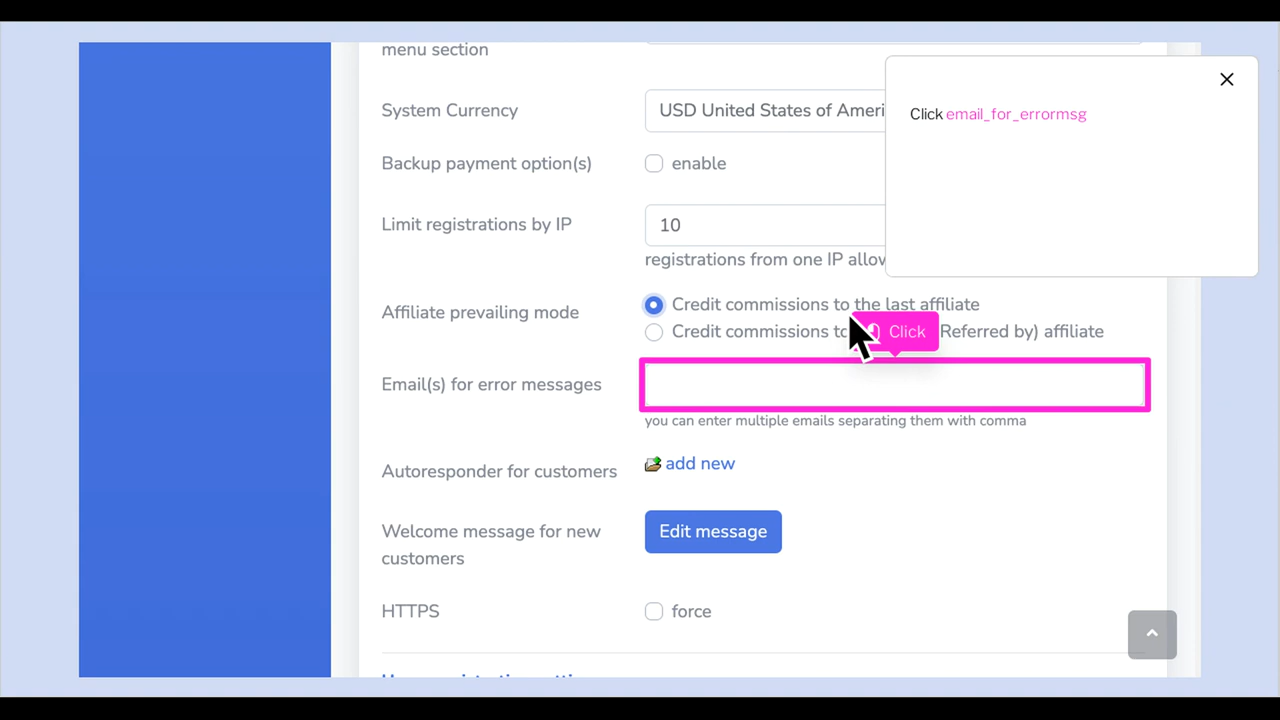 menu section
System Currency
USD United States of Ameri
Click email_for_errormsg
Backup payment option(s)
enable
Limit registrations by IP
10
registrations from one IP allow
Affiliate prevailing mode
Credit commissions to the last affiliate
Credit commissions to
Click
Referred by) affiliate
Email(s) for error messages
you can enter multiple emails separating them with comma
Autoresponder for customers
add new
Welcome message for new
customers
Edit message
HTTPS
force